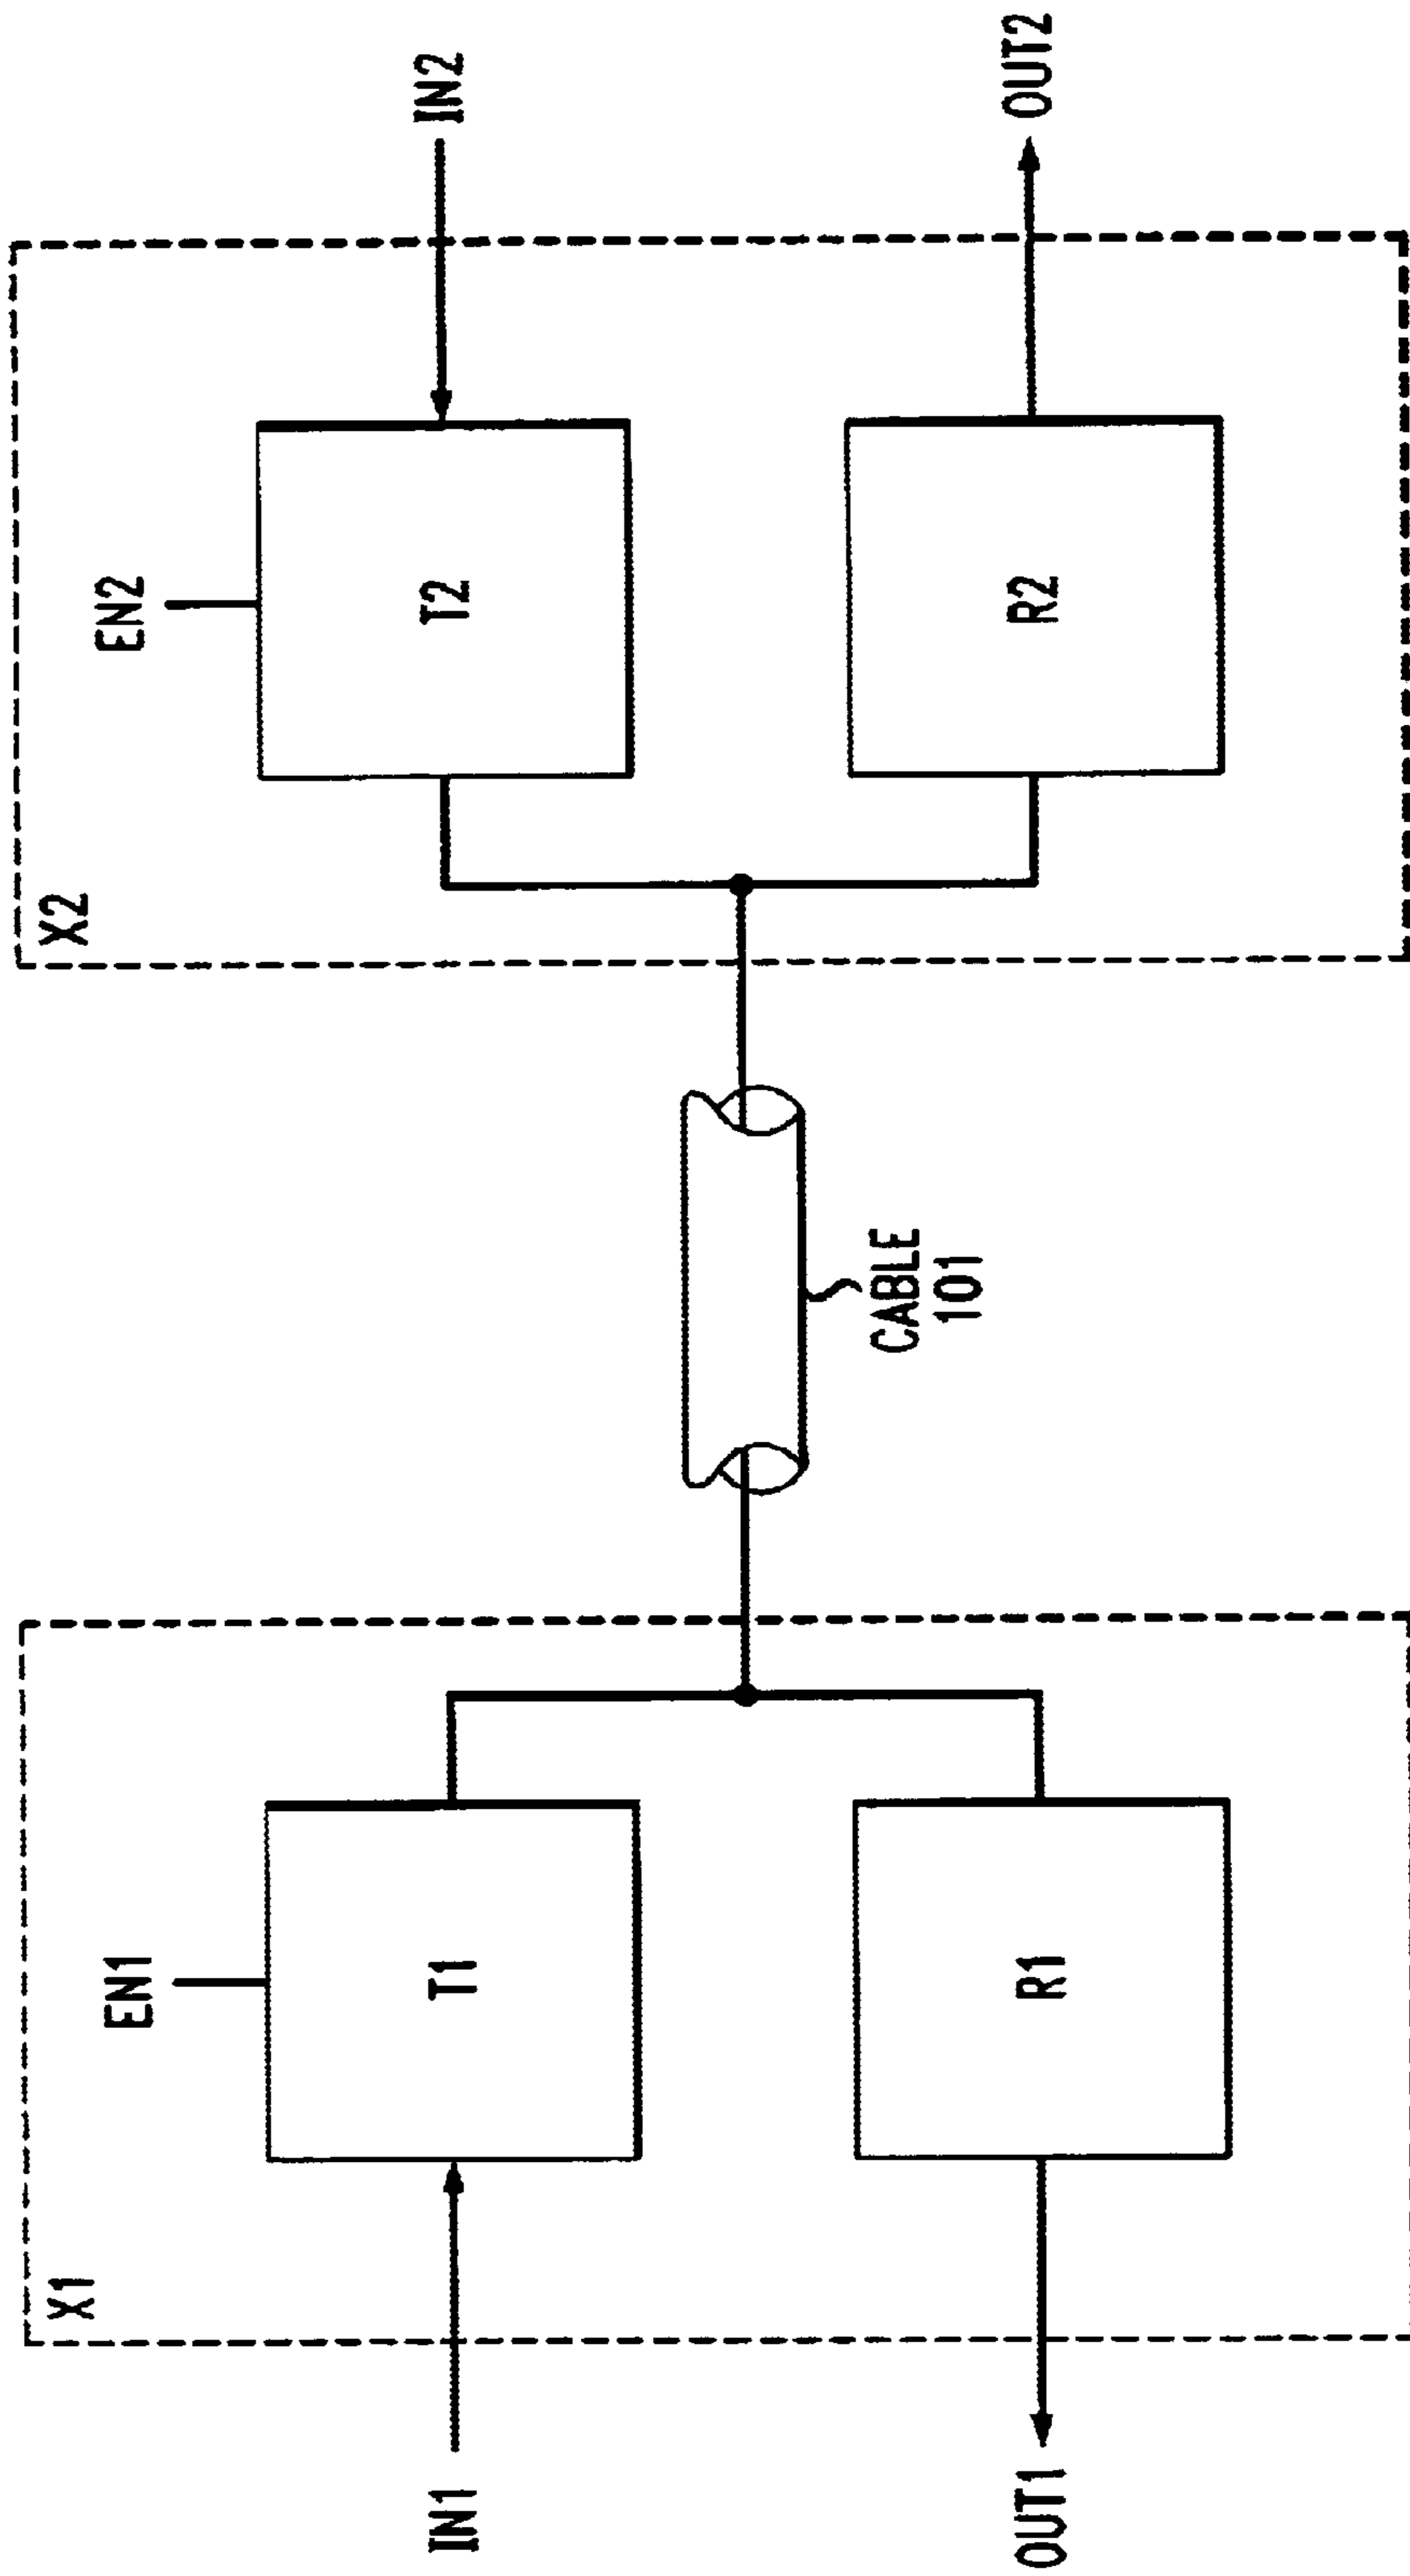 X1
X2
EN1
EN2
IN1
T1
T2
IN2
CABLE
101
OUT1
R1
R2
OUT2